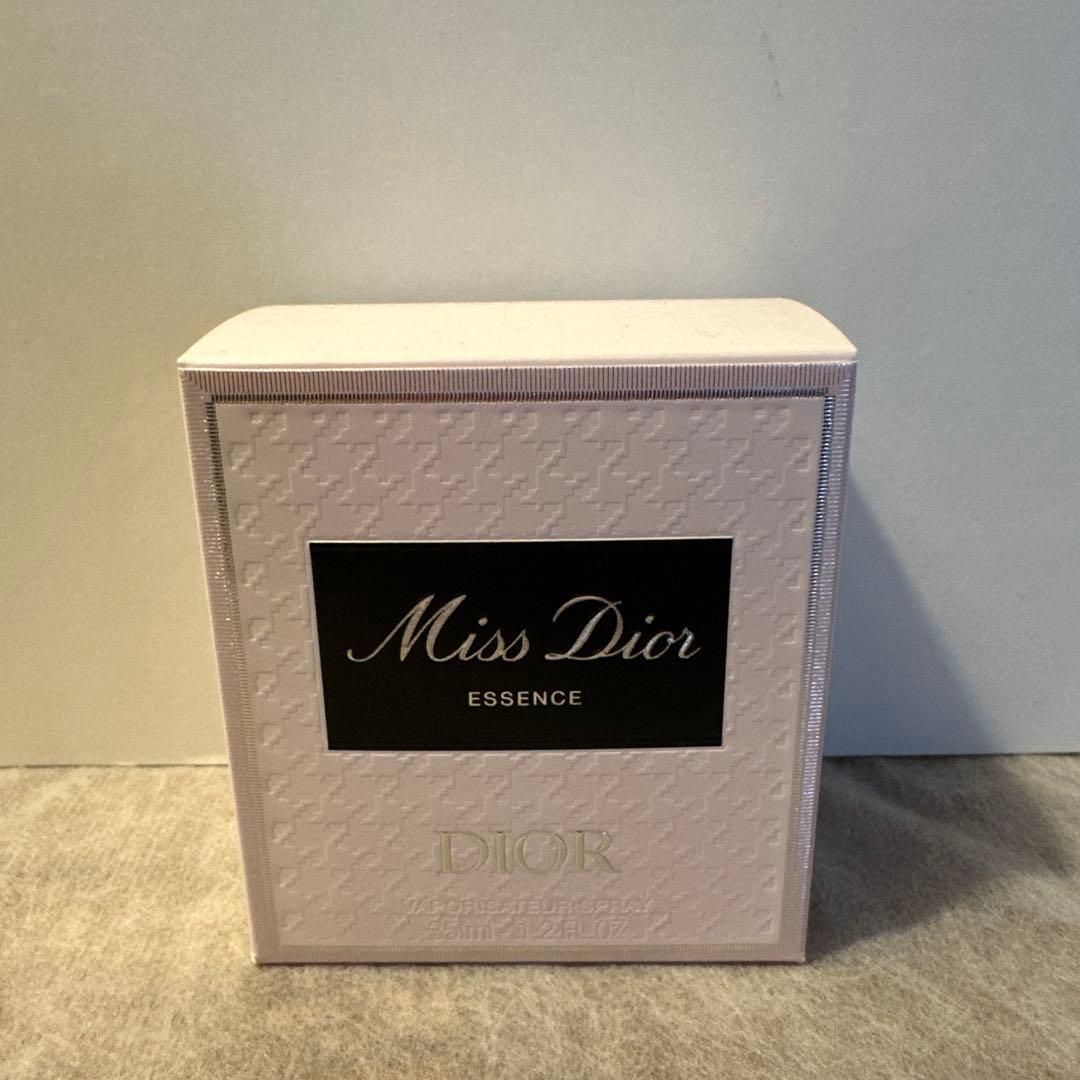 Miss Dior
ESSENCE
DIOR
VAPORISATEUR SPRAY
35ml - 1.2 FL.OZ